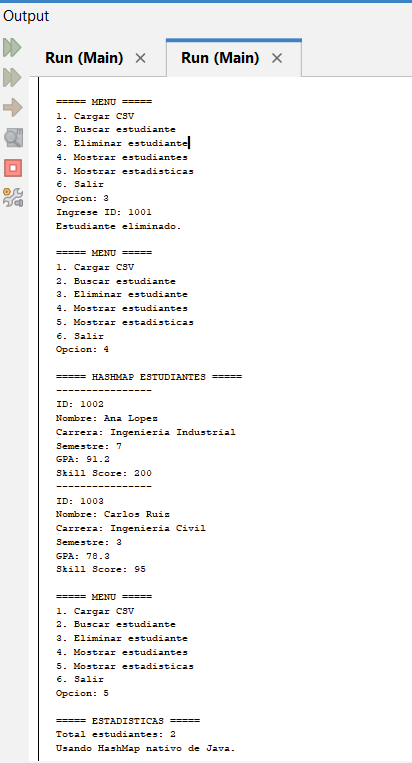 Output
Run (Main) × Run (Main) ×
===== MENU =====
1. Cargar CSV
2. Buscar estudiante
3. Eliminar estudiante
4. Mostrar estudiantes
5. Mostrar estadisticas
6. Salir
Opcion: 3
Ingrese ID: 1001
Estudiante eliminado.
===== MENU =====
1. Cargar CSV
2. Buscar estudiante
3. Eliminar estudiante
4. Mostrar estudiantes
5. Mostrar estadisticas
6. Salir
Opcion: 4
===== HASHMAP ESTUDIANTES =====
----------------
ID: 1002
Nombre: Ana Lopez
Carrera: Ingenieria Industrial
Semestre: 7
GPA: 91.2
Skill Score: 200
----------------
ID: 1003
Nombre: Carlos Ruiz
Carrera: Ingenieria Civil
Semestre: 3
GPA: 78.3
Skill Score: 95
===== MENU =====
1. Cargar CSV
2. Buscar estudiante
3. Eliminar estudiante
4. Mostrar estudiantes
5. Mostrar estadisticas
6. Salir
Opcion: 5
===== ESTADISTICAS =====
Total estudiantes: 2
Usando HashMap nativo de Java.